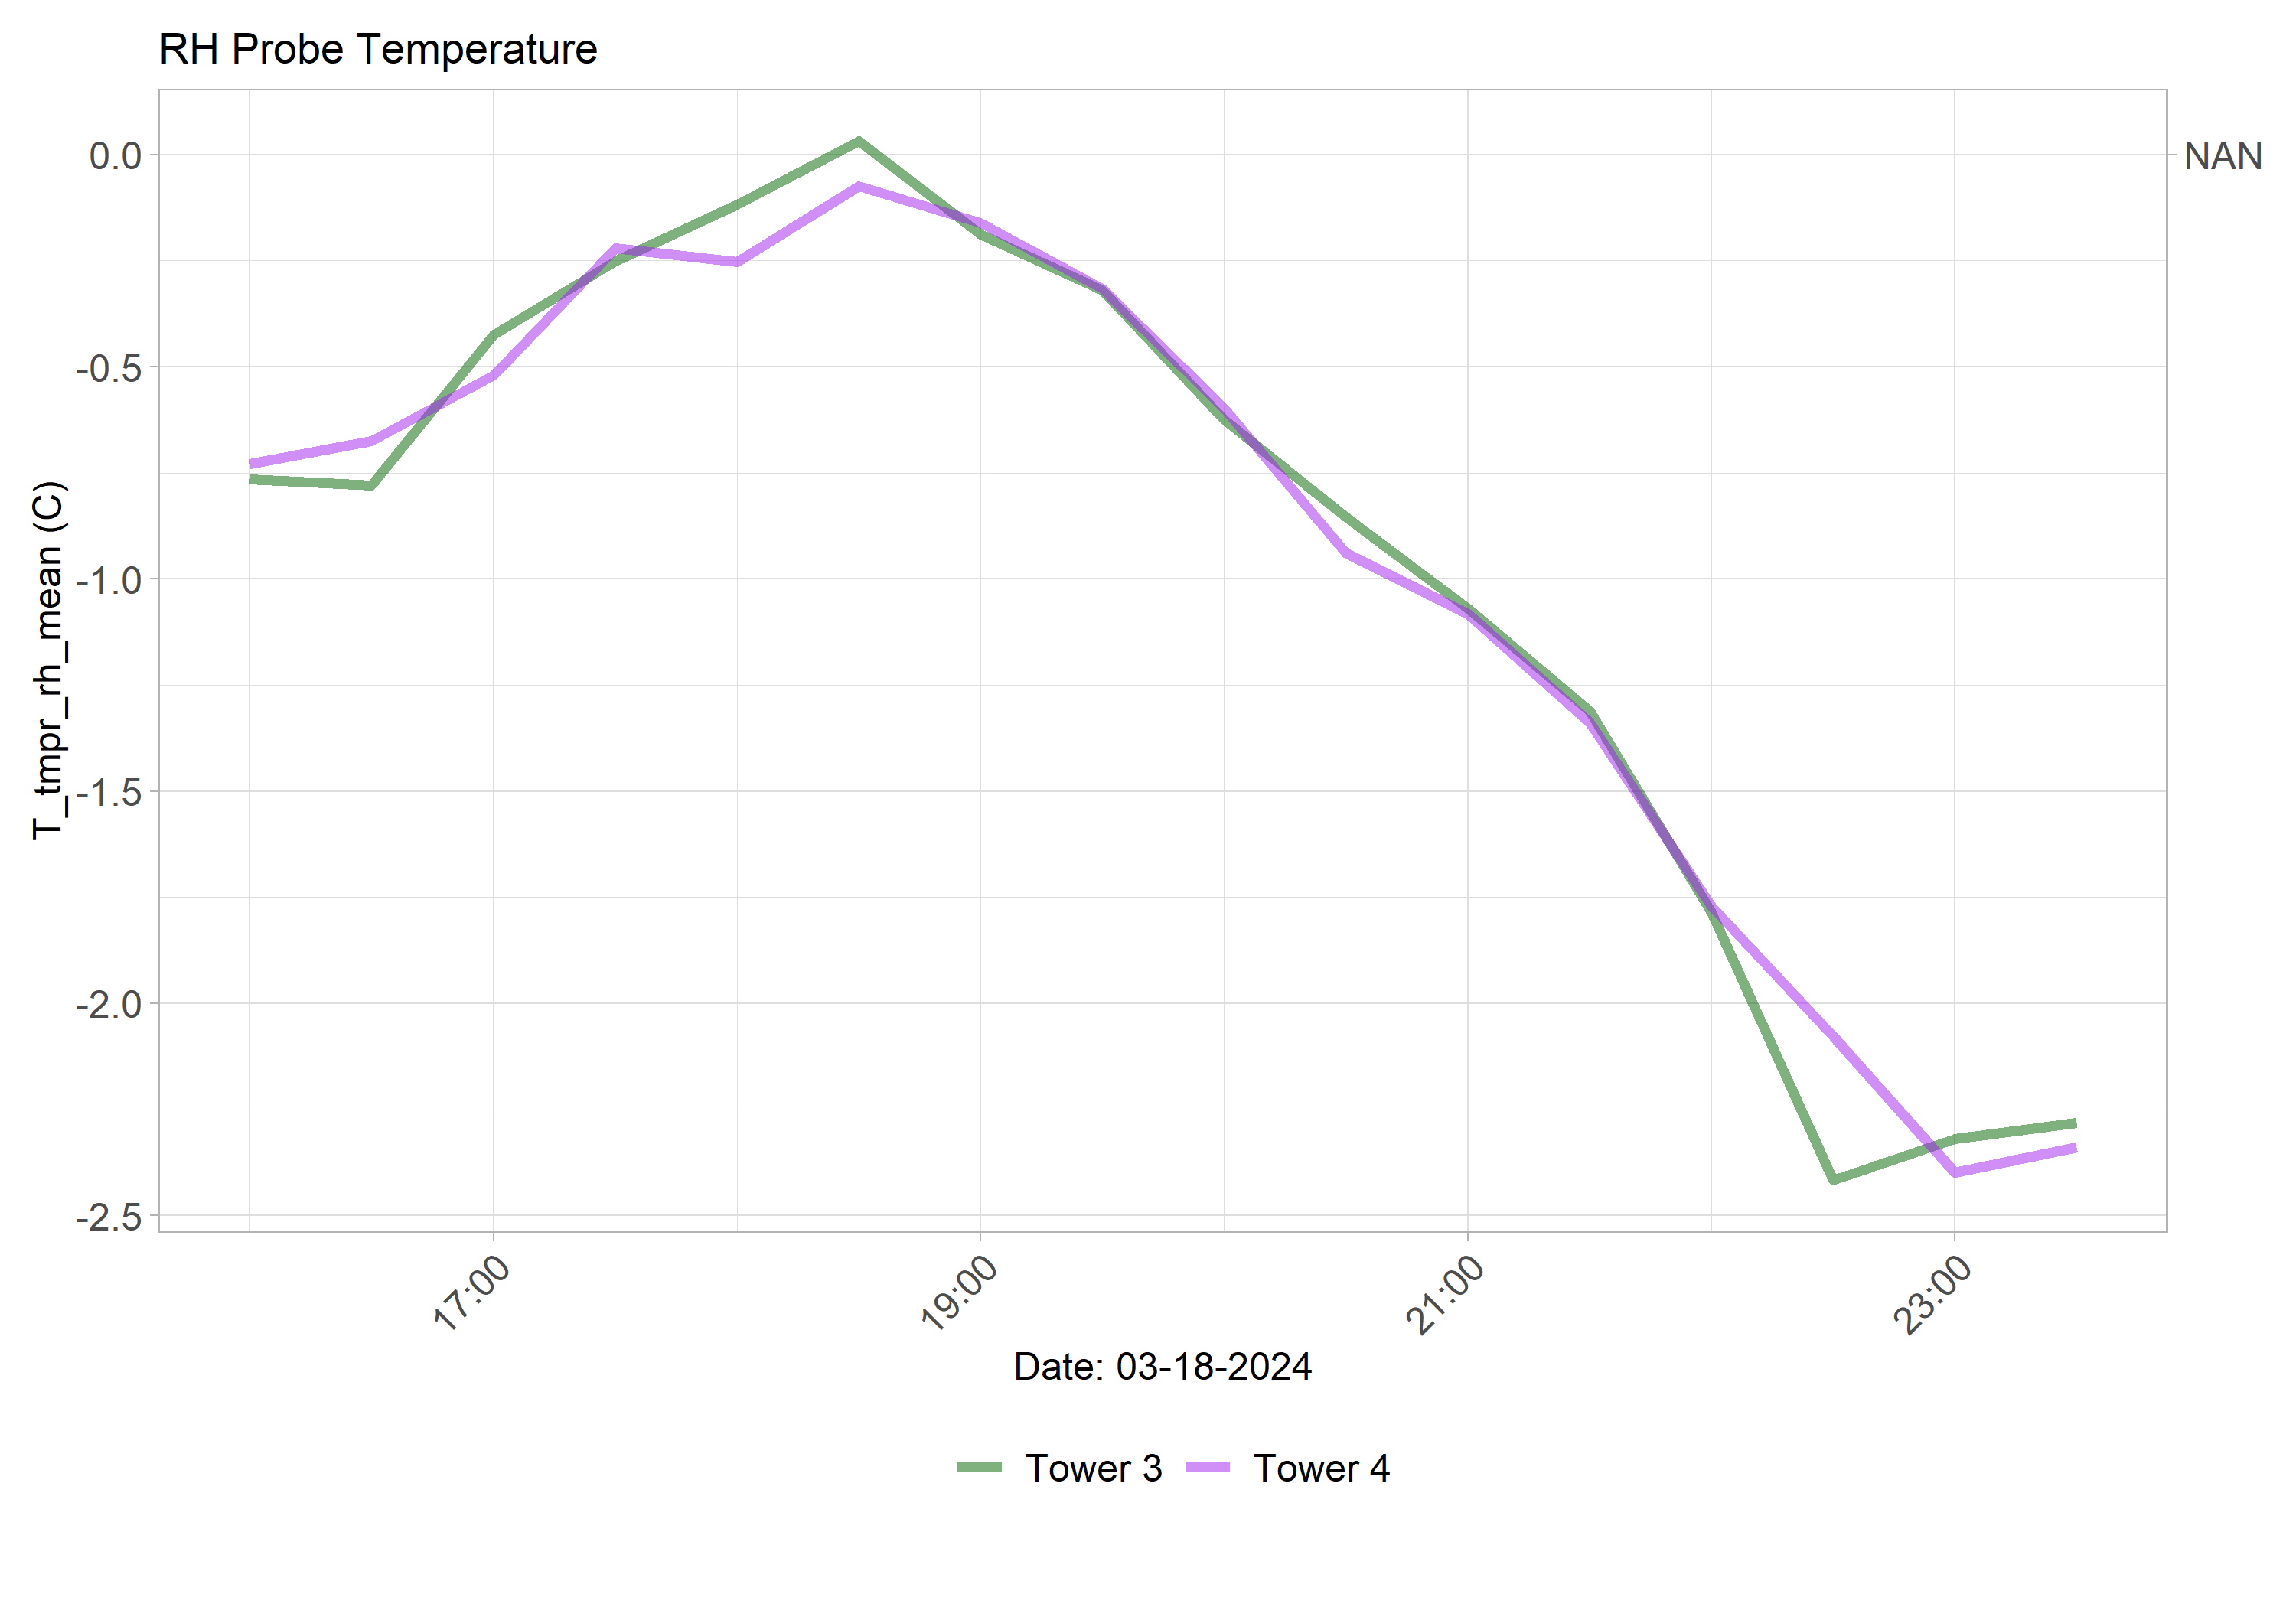 RH Probe Temperature
T_tmpr_rh_mean (C)
0.0
-0.5
-1.0
-1.5
-2.0
-2.5
NAN
17:00
19:00
21:00
23:00
Date: 03-18-2024
Tower 3
Tower 4